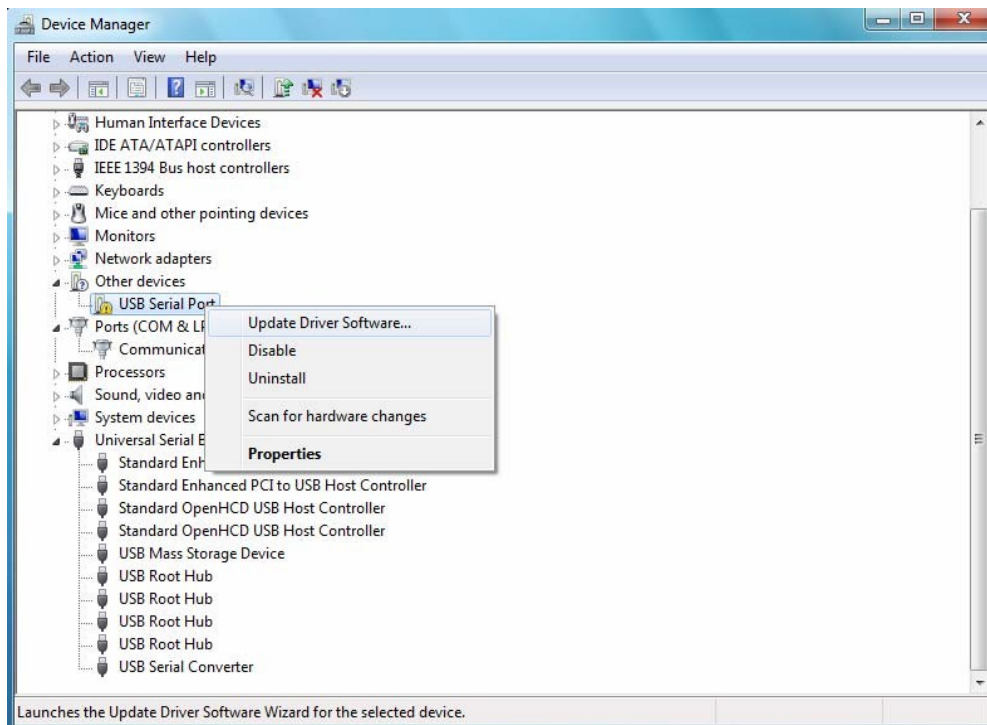 Device Manager
File Action View Help
Human Interface Devices
IDE ATA/ATAPI controllers
IEEE 1394 Bus host controllers
Keyboards
Mice and other pointing devices
Monitors
Network adapters
Other devices
USB Serial Port
Update Driver Software...
Ports (COM &
Disable
Communicat
Processors
Uninstall
Sound, video
System devices
Scan for hardware changes
Universal Serial
Properties
Standard
Standard Enhanced PCI to USB Host Controller
Standard OpenHCD USB Host Controller
Standard OpenHCD USB Host Controller
USB Mass Storage Device
USB Root Hub
USB Root Hub
USB Root Hub
USB Root Hub
USB Serial Converter
Launches the Update Driver Software Wizard for the selected device.